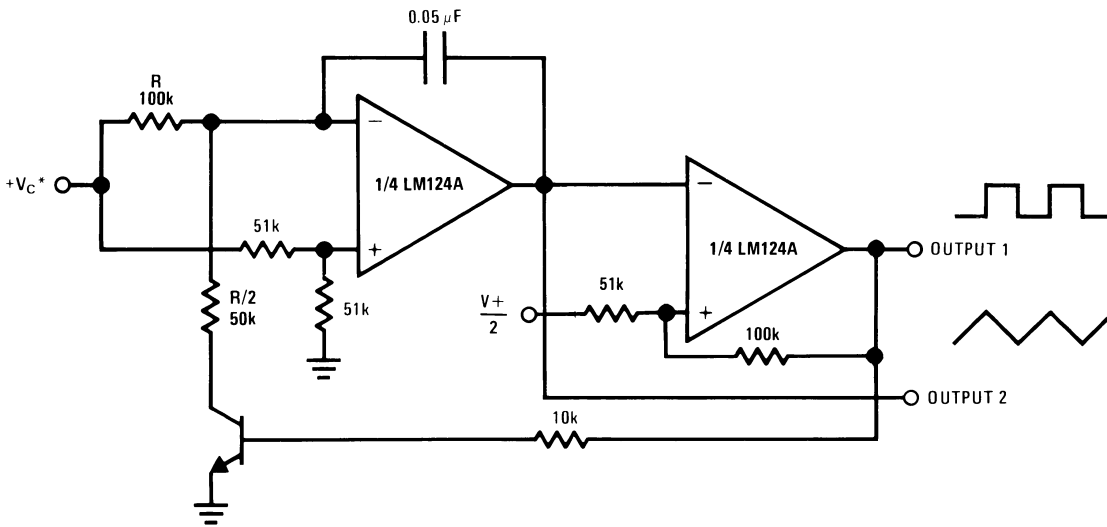 0.05 μF
R
100k
+VC*
−
1/4 LM124A
+
51k
51k
R/2
50k
−
1/4 LM124A
+
V+
2
51k
100k
10k
OUTPUT 1
OUTPUT 2